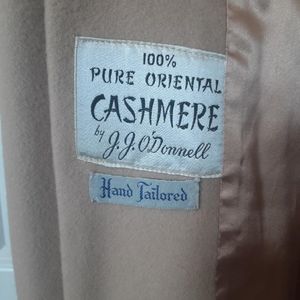 100%
PURE ORIENTAL
CASHMERE
by J.J. O'Donnell
Hand Tailored